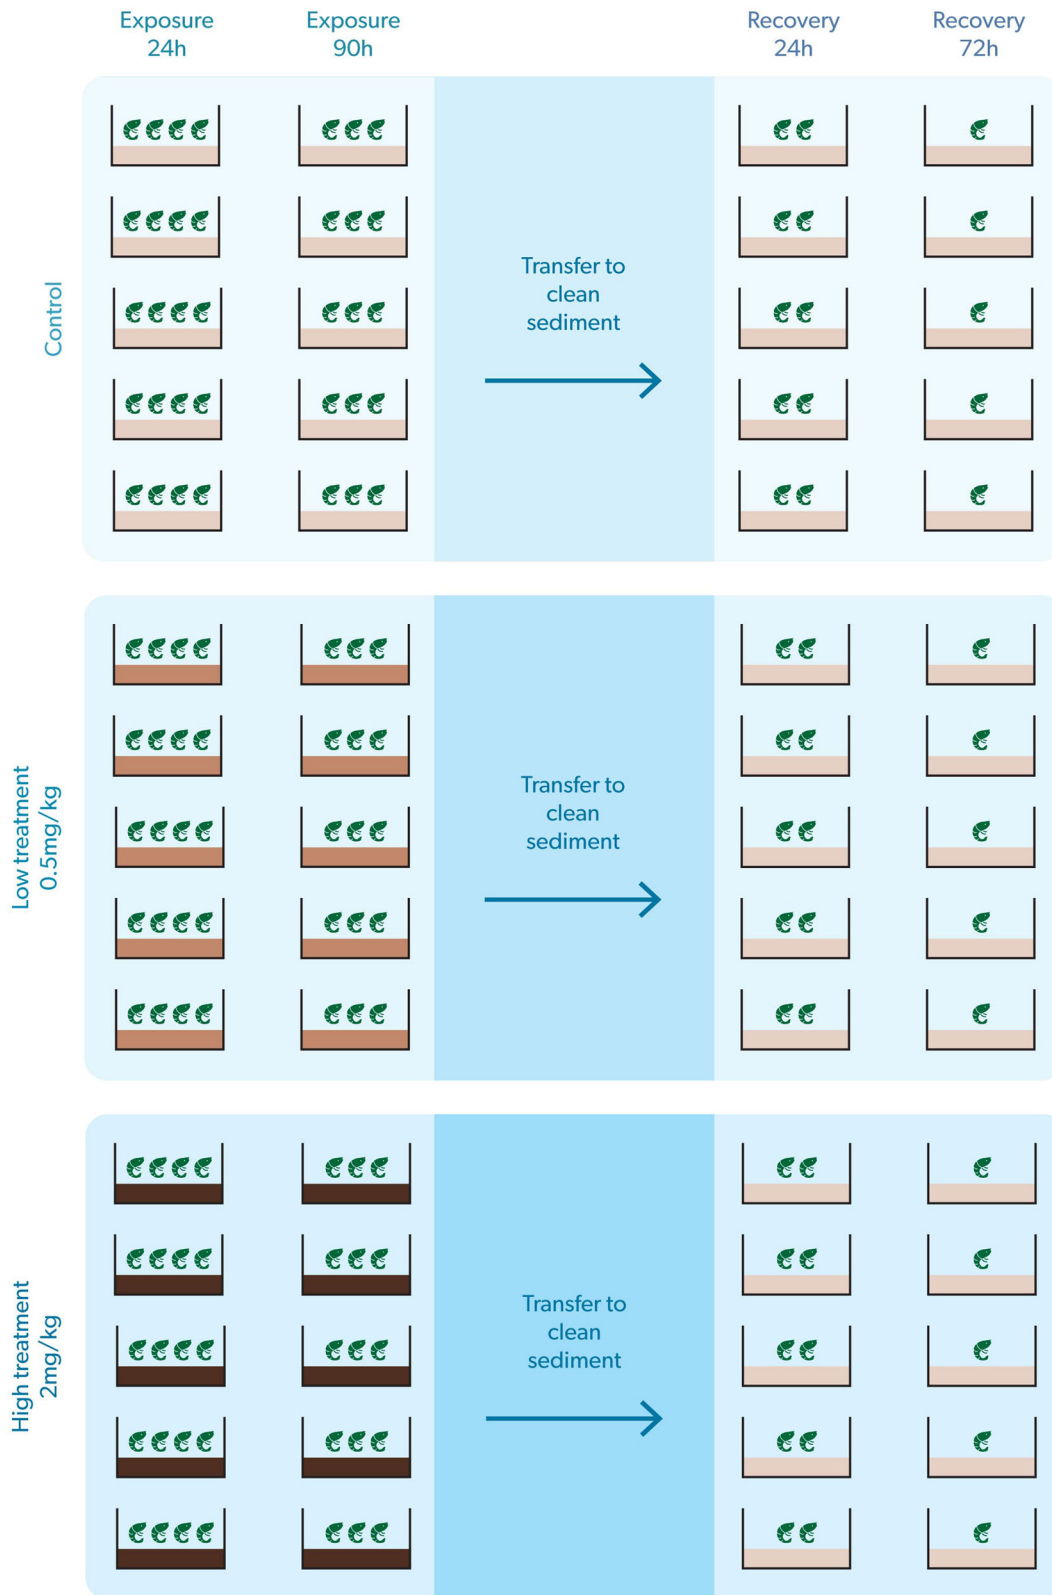 Exposure
24h
Exposure
90h
Recovery
24h
Recovery
72h
Control
Transfer to
clean
sediment
Low treatment
0.5mg/kg
Transfer to
clean
sediment
High treatment
2mg/kg
Transfer to
clean
sediment